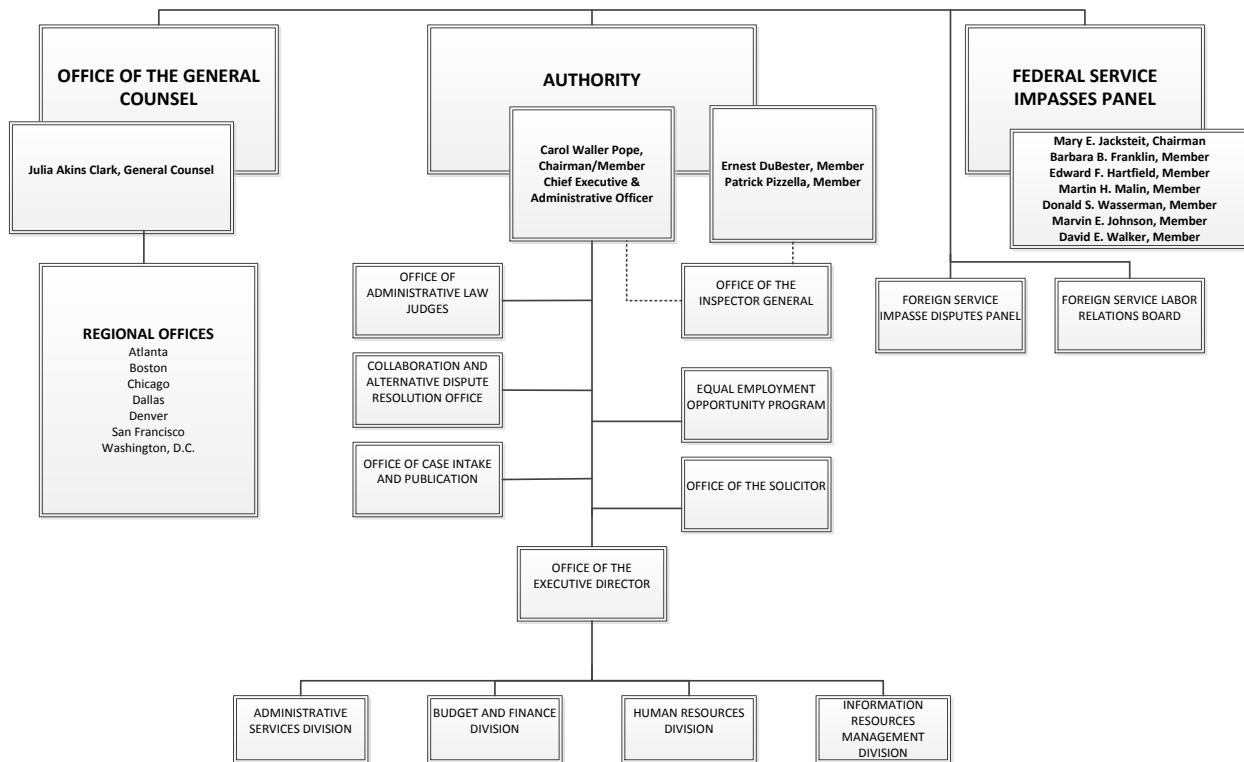 OFFICE OF THE GENERAL
COUNSEL
Julia Akins Clark, General Counsel
REGIONAL OFFICES
Atlanta
Boston
Chicago
Dallas
Denver
San Francisco
Washington, D.C.
AUTHORITY
Carol Waller Pope,
Chairman/Member
Chief Executive &
Administrative Officer
Ernest DuBester, Member
Patrick Pizzella, Member
FEDERAL SERVICE
IMPASSES PANEL
Mary E. Jacksteit, Chairman
Barbara B. Franklin, Member
Edward F. Hartfield, Member
Martin H. Malin, Member
Donald S. Wasserman, Member
Marvin E. Johnson, Member
David E. Walker, Member
OFFICE OF
ADMINISTRATIVE LAW
JUDGES
OFFICE OF THE
INSPECTOR GENERAL
FOREIGN SERVICE
IMPASSE DISPUTES PANEL
FOREIGN SERVICE LABOR
RELATIONS BOARD
COLLABORATION AND
ALTERNATIVE DISPUTE
RESOLUTION OFFICE
EQUAL EMPLOYMENT
OPPORTUNITY PROGRAM
OFFICE OF CASE INTAKE
AND PUBLICATION
OFFICE OF THE SOLICITOR
OFFICE OF THE
EXECUTIVE DIRECTOR
ADMINISTRATIVE
SERVICES DIVISION
BUDGET AND FINANCE
DIVISION
HUMAN RESOURCES
DIVISION
INFORMATION
RESOURCES
MANAGEMENT
DIVISION